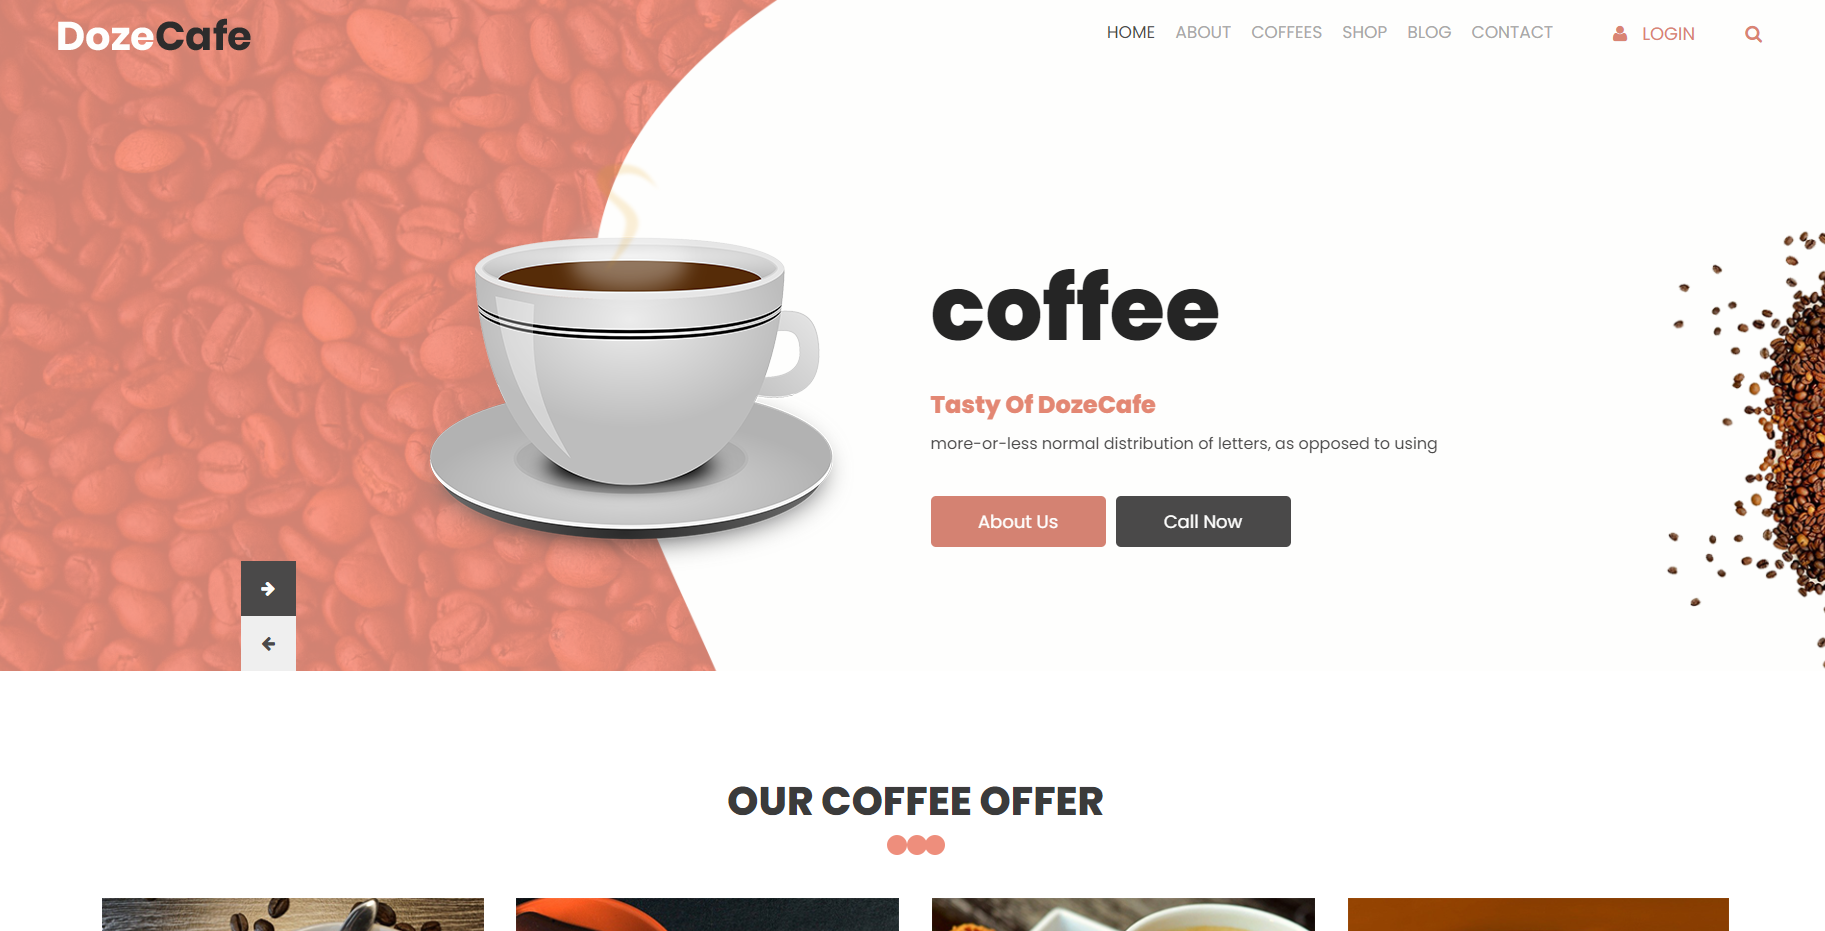 DozeCafe
HOME ABOUT COFFEES SHOP BLOG CONTACT LOGIN
coffee
Tasty Of DozeCafe
more-or-less normal distribution of letters, as opposed to using
About Us Call Now
OUR COFFEE OFFER